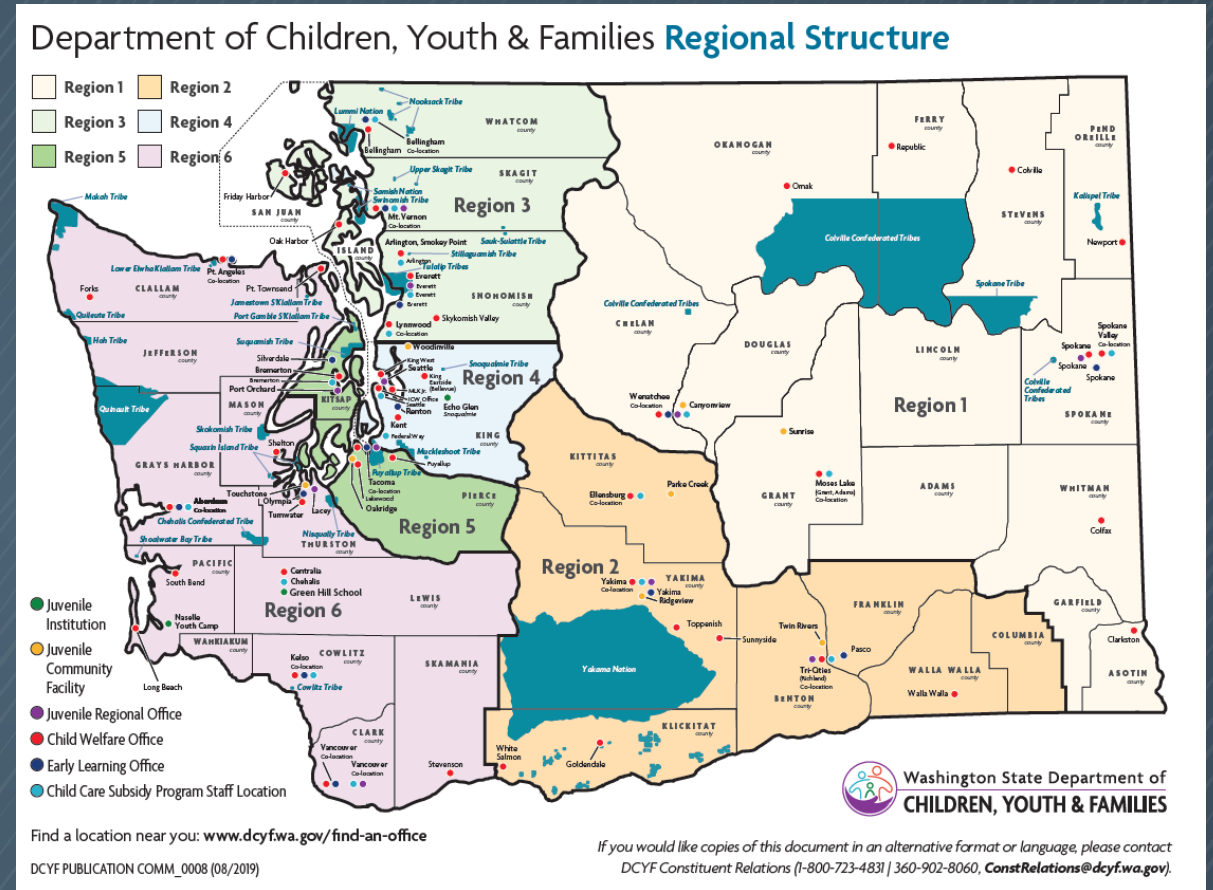 Department of Children, Youth & Families Regional Structure
Region 1
Region 2
Region 3
Region 4
Region 5
Region 6
Makah Tribe
Lower Elwha Klallam Tribe
Pt. Angeles
Co-location
CLALLAM
county
Forks
Quileute Tribe
Hoh Tribe
Pt. Townsend
Jamestown S'Klallam Tribe
Port Gamble S'Klallam Tribe
JEFFERSON
county
Suquamish Tribe
Silverdale
Bremerton
Bremerton
Port Orchard
KITSAP
county
Quinault Tribe
MASON
county
Skokomish Tribe
Squaxin Island Tribe
Shelton
GRAYS HARBOR
county
Touchstone
Olympia
Tumwater
Lacey
Aberdeen
Co-location
Chehalis Confederated Tribe
Shoalwater Bay Tribe
Nisqually Tribe
THURSTON
county
PACIFIC
county
South Bend
Naselle
Youth Camp
Long Beach
WAHKIAKUM
county
Centralia
Chehalis
Green Hill School
Region 6
LEWIS
county
Kelso
Co-location
COWLITZ
county
Cowlitz Tribe
SKAMANIA
county
CLARK
county
Vancouver
Co-location
Vancouver
Co-location
Stevenson
Lummi Nation
Nooksack Tribe
Bellingham
Bellingham
Co-location
WHATCOM
county
Friday Harbor
SAN JUAN
county
Upper Skagit Tribe
SKAGIT
county
Samish Nation
Swinomish Tribe
Mt. Vernon
Co-location
Region 3
Oak Harbor
ISLAND
county
Arlington, Smokey Point
Arlington
Sauk-Suiattle Tribe
Stillaguamish Tribe
Tulalip Tribes
Everett
Everett
Everett
Everett
SNOHOMISH
county
Lynnwood
Co-location
Skykomish Valley
Woodinville
King West
Seattle
King
Eastside
(Bellevue)
Snoqualmie Tribe
Region 4
MLK Jr.
ICW Office
Seattle
Renton
Echo Glen
Snoqualmie
Kent
Federal Way
KING
county
Muckleshoot Tribe
Puyallup
Puyallup Tribe
Tacoma
Co-location
Lakewood
Oakridge
PIERCE
county
Region 5
OKANOGAN
county
Omak
FERRY
county
Republic
PEND
OREILLE
county
Colville
STEVENS
county
Kalispel Tribe
Newport
Colville Confederated Tribes
Spokane Tribe
Colville Confederated Tribes
CHELAN
county
DOUGLAS
county
LINCOLN
county
Spokane
Valley
Co-location
Spokane
Spokane
Spokane
Colville
Confederated
Tribes
SPOKANE
county
Wenatchee
Co-location
Canyonview
Sunrise
Region 1
Moses Lake
(Grant, Adams)
Co-location
GRANT
county
ADAMS
county
WHITMAN
county
Colfax
KITTITAS
county
Ellensburg
Co-location
Parke Creek
Region 2
Yakima
Co-location
YAKIMA
county
Yakima
Ridgeview
Toppenish
Sunnyside
Yakama Nation
FRANKLIN
county
Twin Rivers
Pasco
Tri-Cities
(Richland)
Co-location
BENTON
county
WALLA WALLA
county
Walla Walla
COLUMBIA
county
GARFIELD
county
Clarkston
ASOTIN
county
KLICKITAT
county
White
Salmon
Goldendale
Juvenile
Institution
Juvenile
Community
Facility
Juvenile Regional Office
Child Welfare Office
Early Learning Office
Child Care Subsidy Program Staff Location
Washington State Department of
CHILDREN, YOUTH & FAMILIES
Find a location near you: www.dcyf.wa.gov/find-an-office
DCYF PUBLICATION COMM_0008 (08/2019)
If you would like copies of this document in an alternative format or language, please contact
DCYF Constituent Relations (1-800-723-4831 | 360-902-8060, ConstRelations@dcyf.wa.gov).